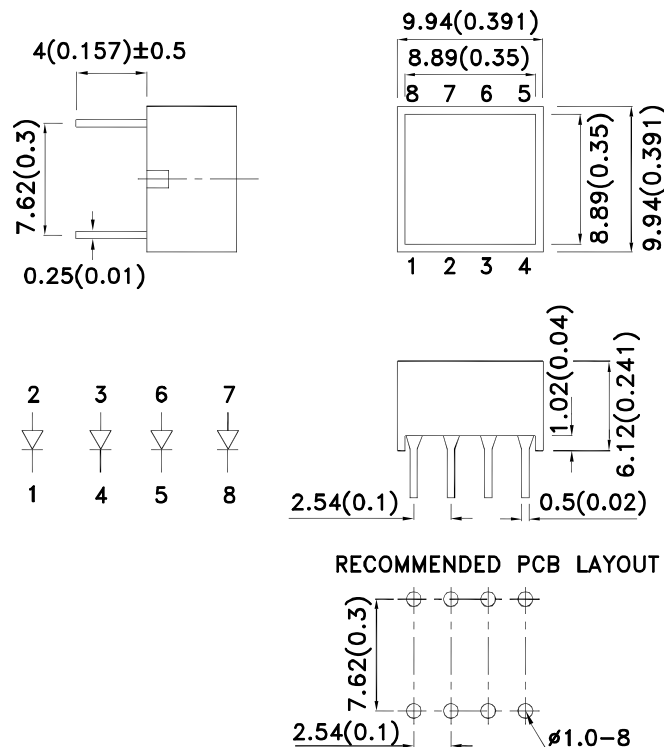 4(0.157)±0.5
7.62(0.3)
0.25(0.01)
9.94(0.391)
8.89(0.35)
8 7 6 5
1 2 3 4
8.89(0.35)
9.94(0.391)
2 3 6 7
1 4 5 8
1.02(0.04)
6.12(0.241)
2.54(0.1)
0.5(0.02)
RECOMMENDED PCB LAYOUT
7.62(0.3)
2.54(0.1)
ø1.0-8